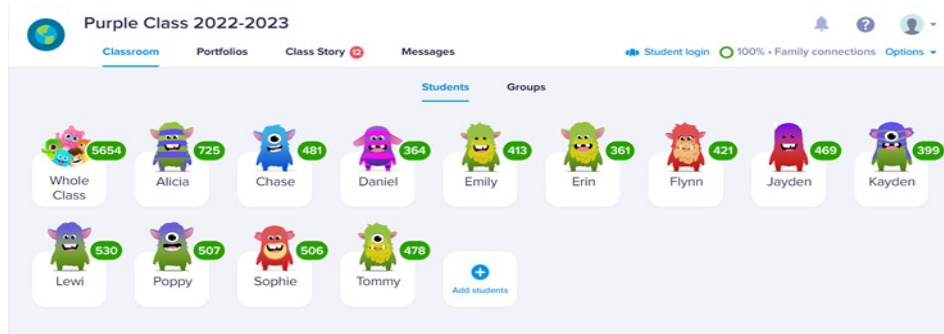 Purple Class 2022-2023
?
Classroom Portfolios Class Story 12 Messages
Student login 100% • Family connections Options
Students Groups
5654 725 481 364 413 361 421 469 399
Whole Class Alicia Chase Daniel Emily Erin Flynn Jayden Kayden
530 507 506 478
Lewi Poppy Sophie Tommy
Add students